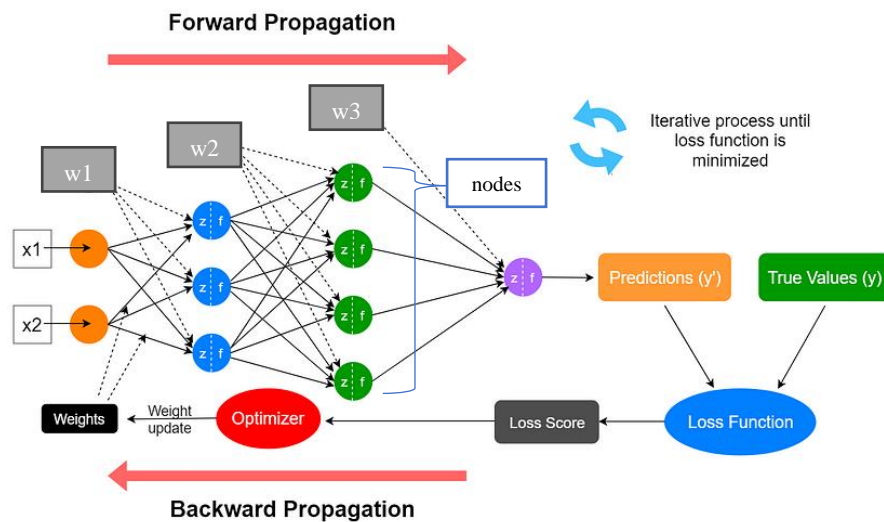 Forward Propagation
w3
w2
w1
Iterative process until
loss function is
minimized
nodes
z f
z f
z f
z f
z f
z f
z f
z f
x1
x2
Predictions (y')
True Values (y)
Weights
Weight
update
Optimizer
Loss Score
Loss Function
Backward Propagation